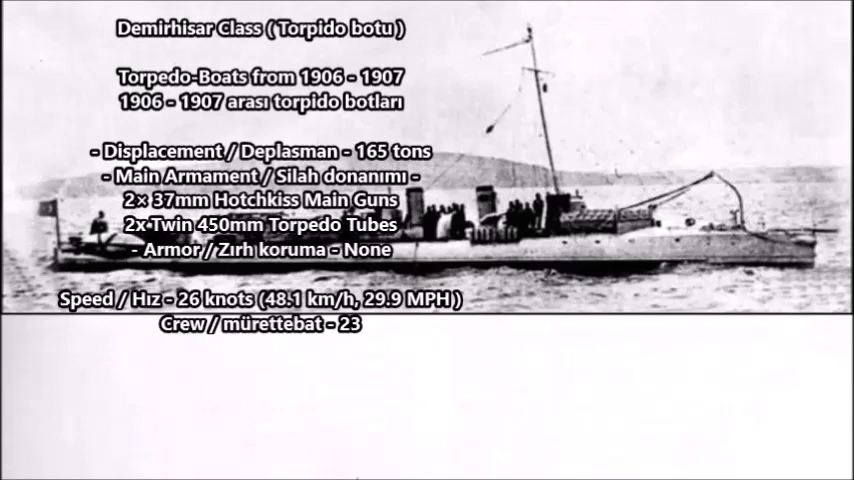 Demirhisar Class ( Torpido botu )
Torpedo-Boats from 1906 - 1907
1906 - 1907 arası torpido botları
- Displacement / Deplasman - 165 tons
- Main Armament / Silah donanımı -
2× 37mm Hotchkiss Main Guns
2x Twin 450mm Torpedo Tubes
- Armor / Zırh koruma - None
Speed / Hız - 26 knots (48.1 km/h, 29.9 MPH )
Crew / mürettebat - 23